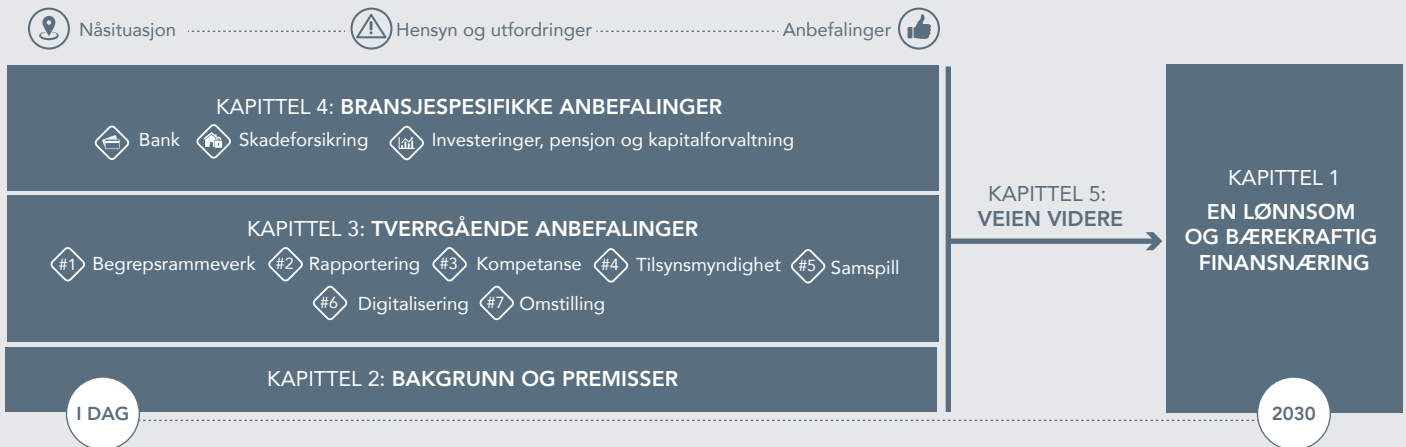 Nåsituasjon
Hensyn og utfordringer
Anbefalinger
KAPITTEL 4: BRANSJESPESIFIKKE ANBEFALINGER
Bank
Skadeforsikring
Investeringer, pensjon og kapitalforvaltning
KAPITTEL 3: TVERRGÅENDE ANBEFALINGER
#1 Begrepsrammeverk #2 Rapportering #3 Kompetanse #4 Tilsynsmyndighet #5 Samspill
#6 Digitalisering #7 Omstilling
KAPITTEL 2: BAKGRUNN OG PREMISSER
I DAG
KAPITTEL 5:
VEIEN VIDERE
KAPITTEL 1
EN LØNNSOM
OG BÆREKRAFTIG
FINANSNÆRING
2030